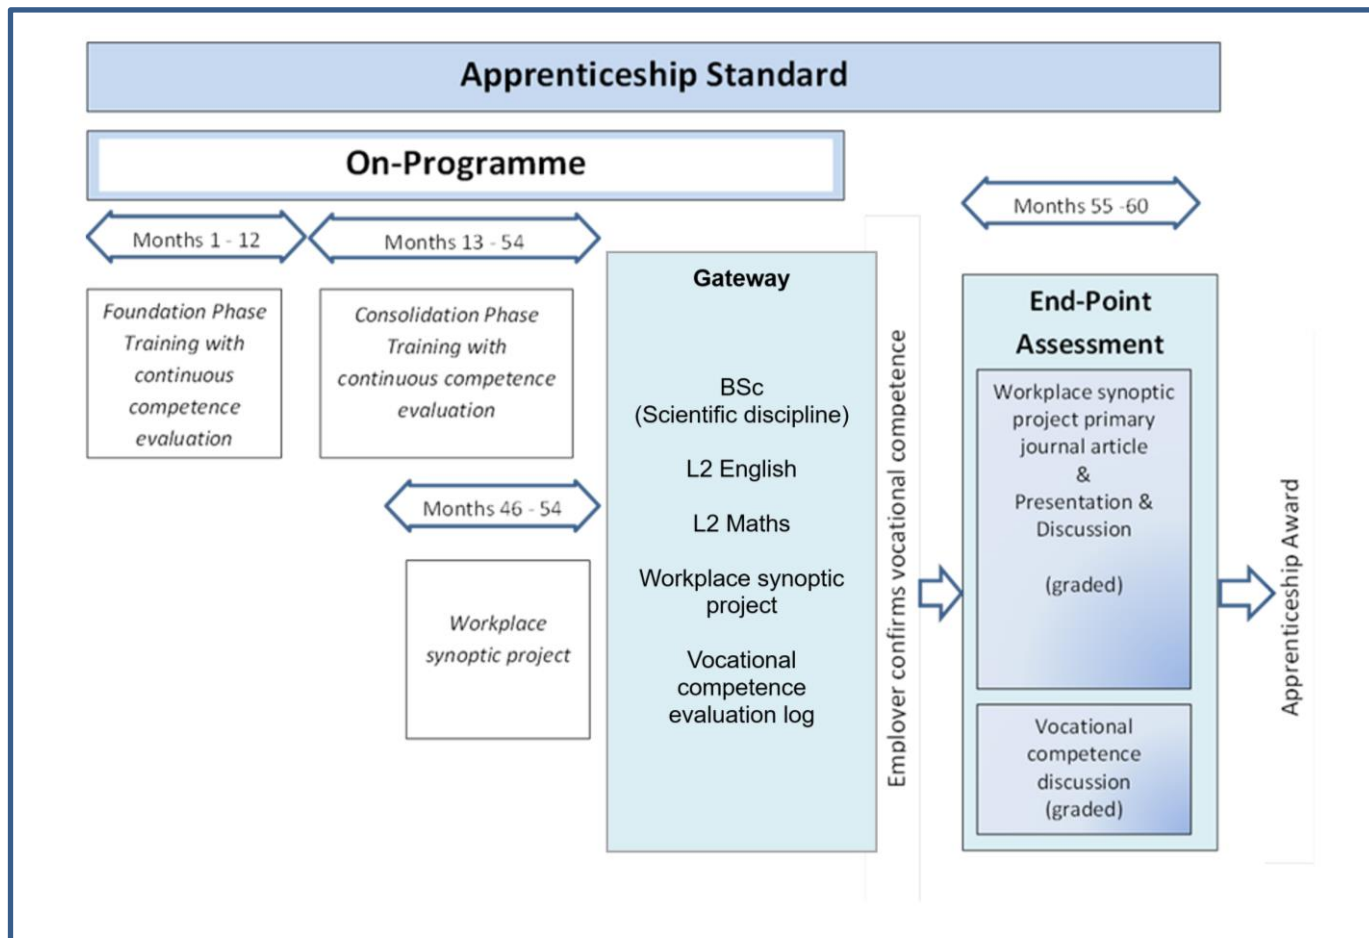 Apprenticeship Standard
On-Programme
Months 1 - 12
Months 13 - 54
Months 55 -60
Foundation Phase
Training with
continuous
competence
evaluation
Consolidation Phase
Training with
continuous competence
evaluation
Months 46 - 54
Workplace
synoptic project
Gateway
BSc
(Scientific discipline)
L2 English
L2 Maths
Workplace synoptic
project
Vocational
competence
evaluation log
Employer confirms vocational competence
End-Point
Assessment
Workplace synoptic
project primary
journal article
&
Presentation &
Discussion
(graded)
Vocational
competence
discussion
(graded)
Apprenticeship Award